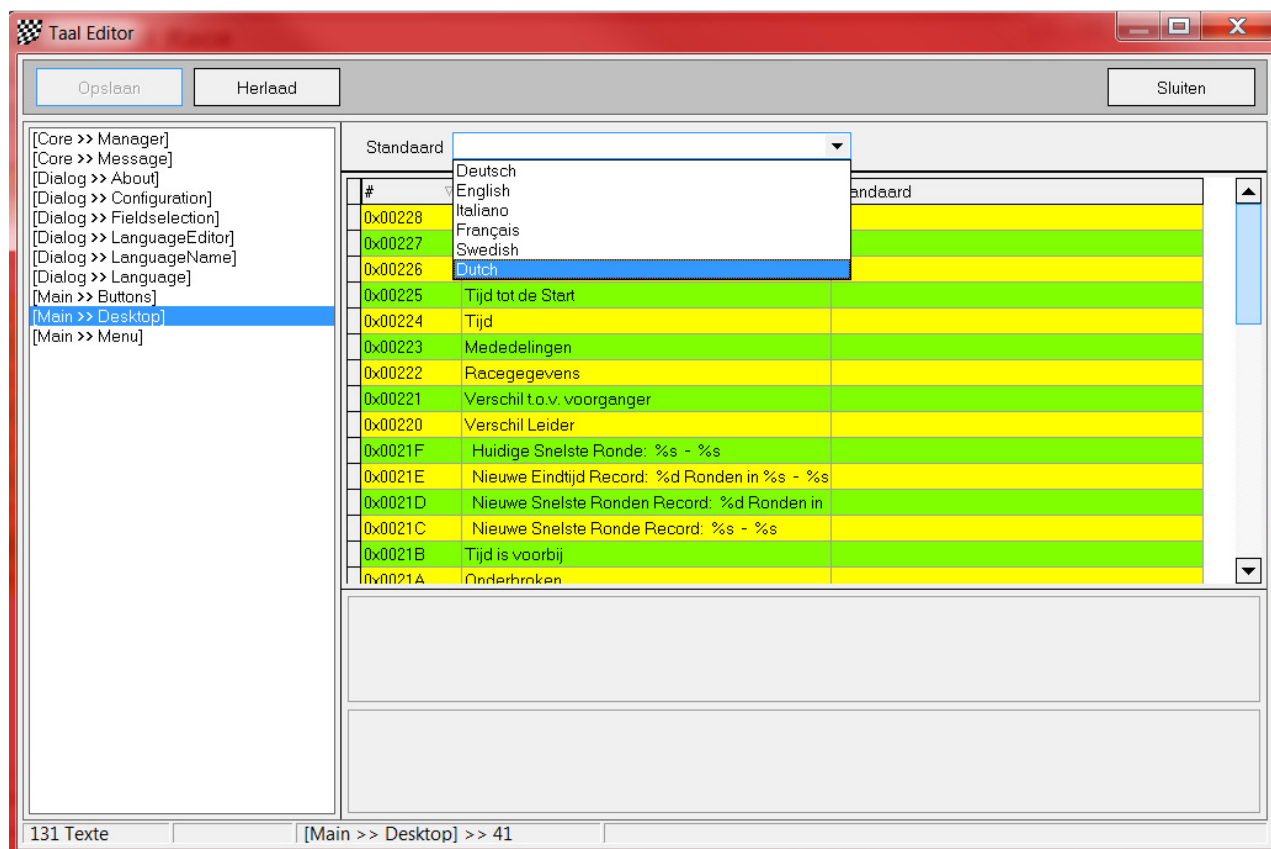 Taal Editor
Opslaan
Herlaad
Sluiten
[Core >> Manager]
[Core >> Message]
[Dialog >> About]
[Dialog >> Configuration]
[Dialog >> Fieldselection]
[Dialog >> LanguageEditor]
[Dialog >> LanguageName]
[Dialog >> Language]
[Main >> Buttons]
[Main >> Desktop]
[Main >> Menu]
Standaard
Deutsch
English
Italiano
Français
Swedish
Dutch
# andaard
0x00228
0x00227
0x00226
0x00225 Tijd tot de Start
0x00224 Tijd
0x00223 Mededelingen
0x00222 Racegegevens
0x00221 Verschil t.o.v. voorganger
0x00220 Verschil Leider
0x0021F Huidige Snelste Ronde: %s - %s
0x0021E Nieuwe Eindtijd Record: %d Ronden in %s - %s
0x0021D Nieuwe Snelste Ronden Record: %d Ronden in
0x0021C Nieuwe Snelste Ronde Record: %s - %s
0x0021B Tijd is voorbij
0x0021A Onderbroken
131 Texte [Main >> Desktop] >> 41